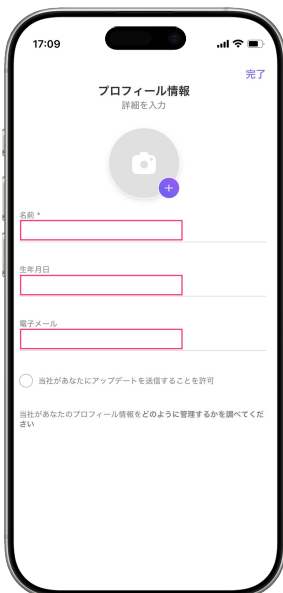 17:09
完了
プロフィール情報
詳細を入力
名前 *
生年月日
電子メール
当社があなたにアップデートを送信することを許可
当社があなたのプロフィール情報をどのように管理するかを調べてくだ
さい